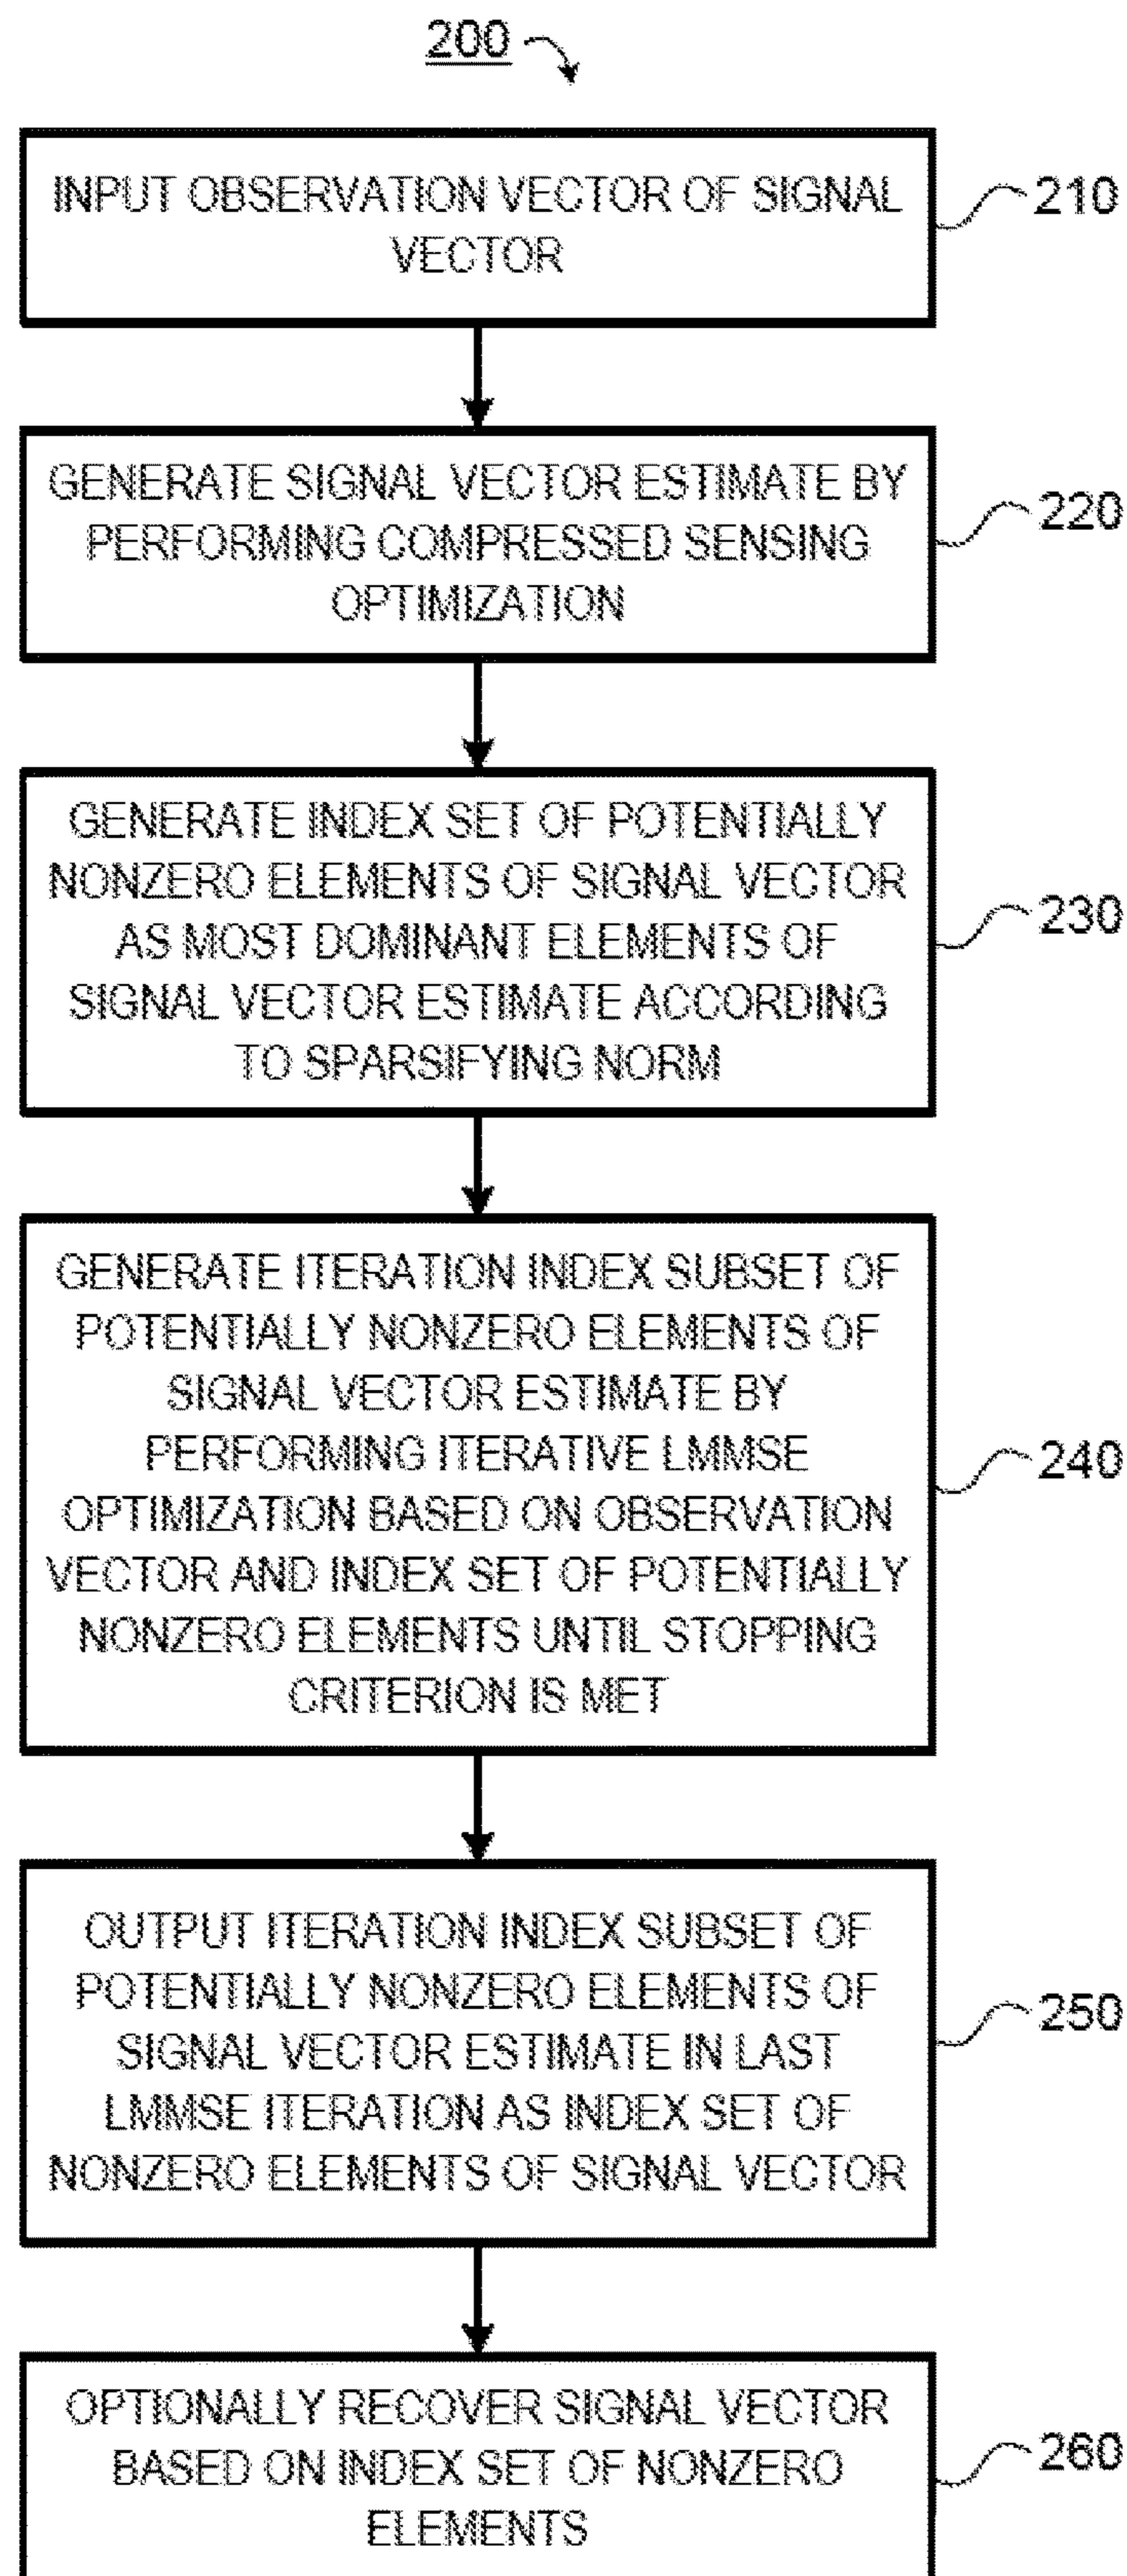 200
INPUT OBSERVATION VECTOR OF SIGNAL
VECTOR
210
GENERATE SIGNAL VECTOR ESTIMATE BY
PERFORMING COMPRESSED SENSING
OPTIMIZATION
220
GENERATE INDEX SET OF POTENTIALLY
NONZERO ELEMENTS OF SIGNAL VECTOR
AS MOST DOMINANT ELEMENTS OF
SIGNAL VECTOR ESTIMATE ACCORDING
TO SPARSIFYING NORM
230
GENERATE ITERATION INDEX SUBSET OF
POTENTIALLY NONZERO ELEMENTS OF
SIGNAL VECTOR ESTIMATE BY
PERFORMING ITERATIVE LMMSE
OPTIMIZATION BASED ON OBSERVATION
VECTOR AND INDEX SET OF POTENTIALLY
NONZERO ELEMENTS UNTIL STOPPING
CRITERION IS MET
240
OUTPUT ITERATION INDEX SUBSET OF
POTENTIALLY NONZERO ELEMENTS OF
SIGNAL VECTOR ESTIMATE IN LAST
LMMSE ITERATION AS INDEX SET OF
NONZERO ELEMENTS OF SIGNAL VECTOR
250
OPTIONALLY RECOVER SIGNAL VECTOR
BASED ON INDEX SET OF NONZERO
ELEMENTS
260